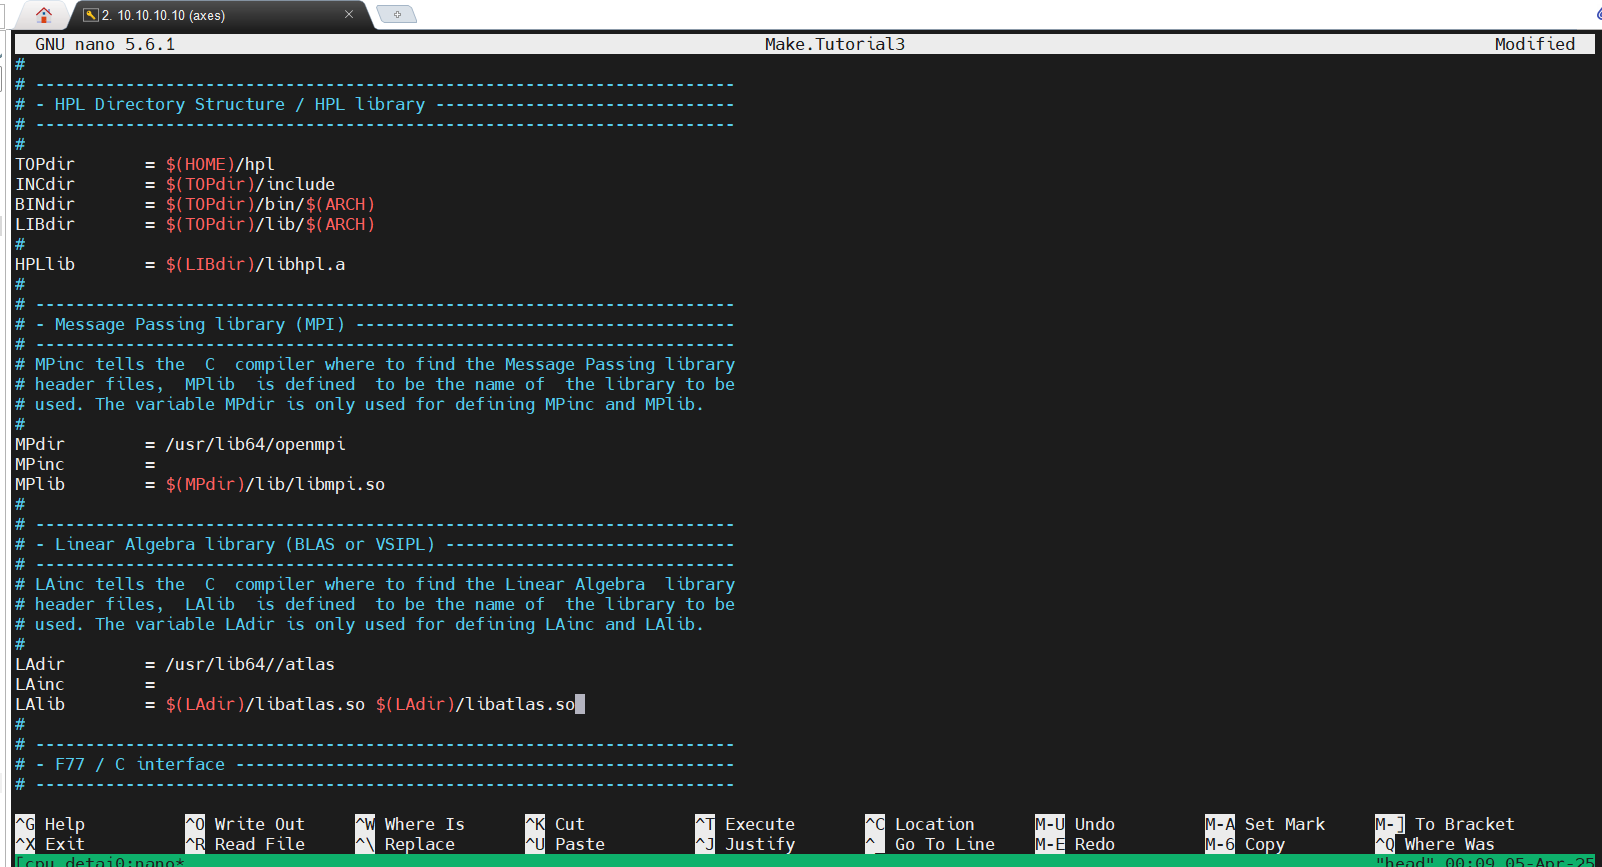 2. 10.10.10.10 (axes)
GNU nano 5.6.1 Make.Tutorial3 Modified
#
# ----------------------------------------------------------------------
# - HPL Directory Structure / HPL library ------------------------------
# ----------------------------------------------------------------------
#
TOPdir = $(HOME)/hpl
INCdir = $(TOPdir)/include
BINdir = $(TOPdir)/bin/$(ARCH)
LIBdir = $(TOPdir)/lib/$(ARCH)
#
HPLlib = $(LIBdir)/libhpl.a
#
# ----------------------------------------------------------------------
# - Message Passing library (MPI) --------------------------------------
# ----------------------------------------------------------------------
# MPinc tells the  C  compiler where to find the Message Passing library
# header files,  MPlib  is defined  to be the name of  the library to be
# used. The variable MPdir is only used for defining MPinc and MPlib.
#
MPdir = /usr/lib64/openmpi
MPinc =
MPlib = $(MPdir)/lib/libmpi.so
#
# ----------------------------------------------------------------------
# - Linear Algebra library (BLAS or VSIPL) -----------------------------
# ----------------------------------------------------------------------
# LAinc tells the  C  compiler where to find the Linear Algebra  library
# header files,  LAlib  is defined  to be the name of  the library to be
# used. The variable LAdir is only used for defining LAinc and LAlib.
#
LAdir = /usr/lib64//atlas
LAinc =
LAlib = $(LAdir)/libatlas.so $(LAdir)/libatlas.so
#
# ----------------------------------------------------------------------
# - F77 / C interface --------------------------------------------------
# ----------------------------------------------------------------------
^G Help ^O Write Out ^W Where Is ^K Cut ^T Execute ^C Location M-U Undo M-A Set Mark M-] To Bracket
^X Exit ^R Read File ^\ Replace ^U Paste ^J Justify ^_ Go To Line M-E Redo M-6 Copy ^Q Where Was
[cpu_detai0:nano* "head" 00:09 05-Apr-25